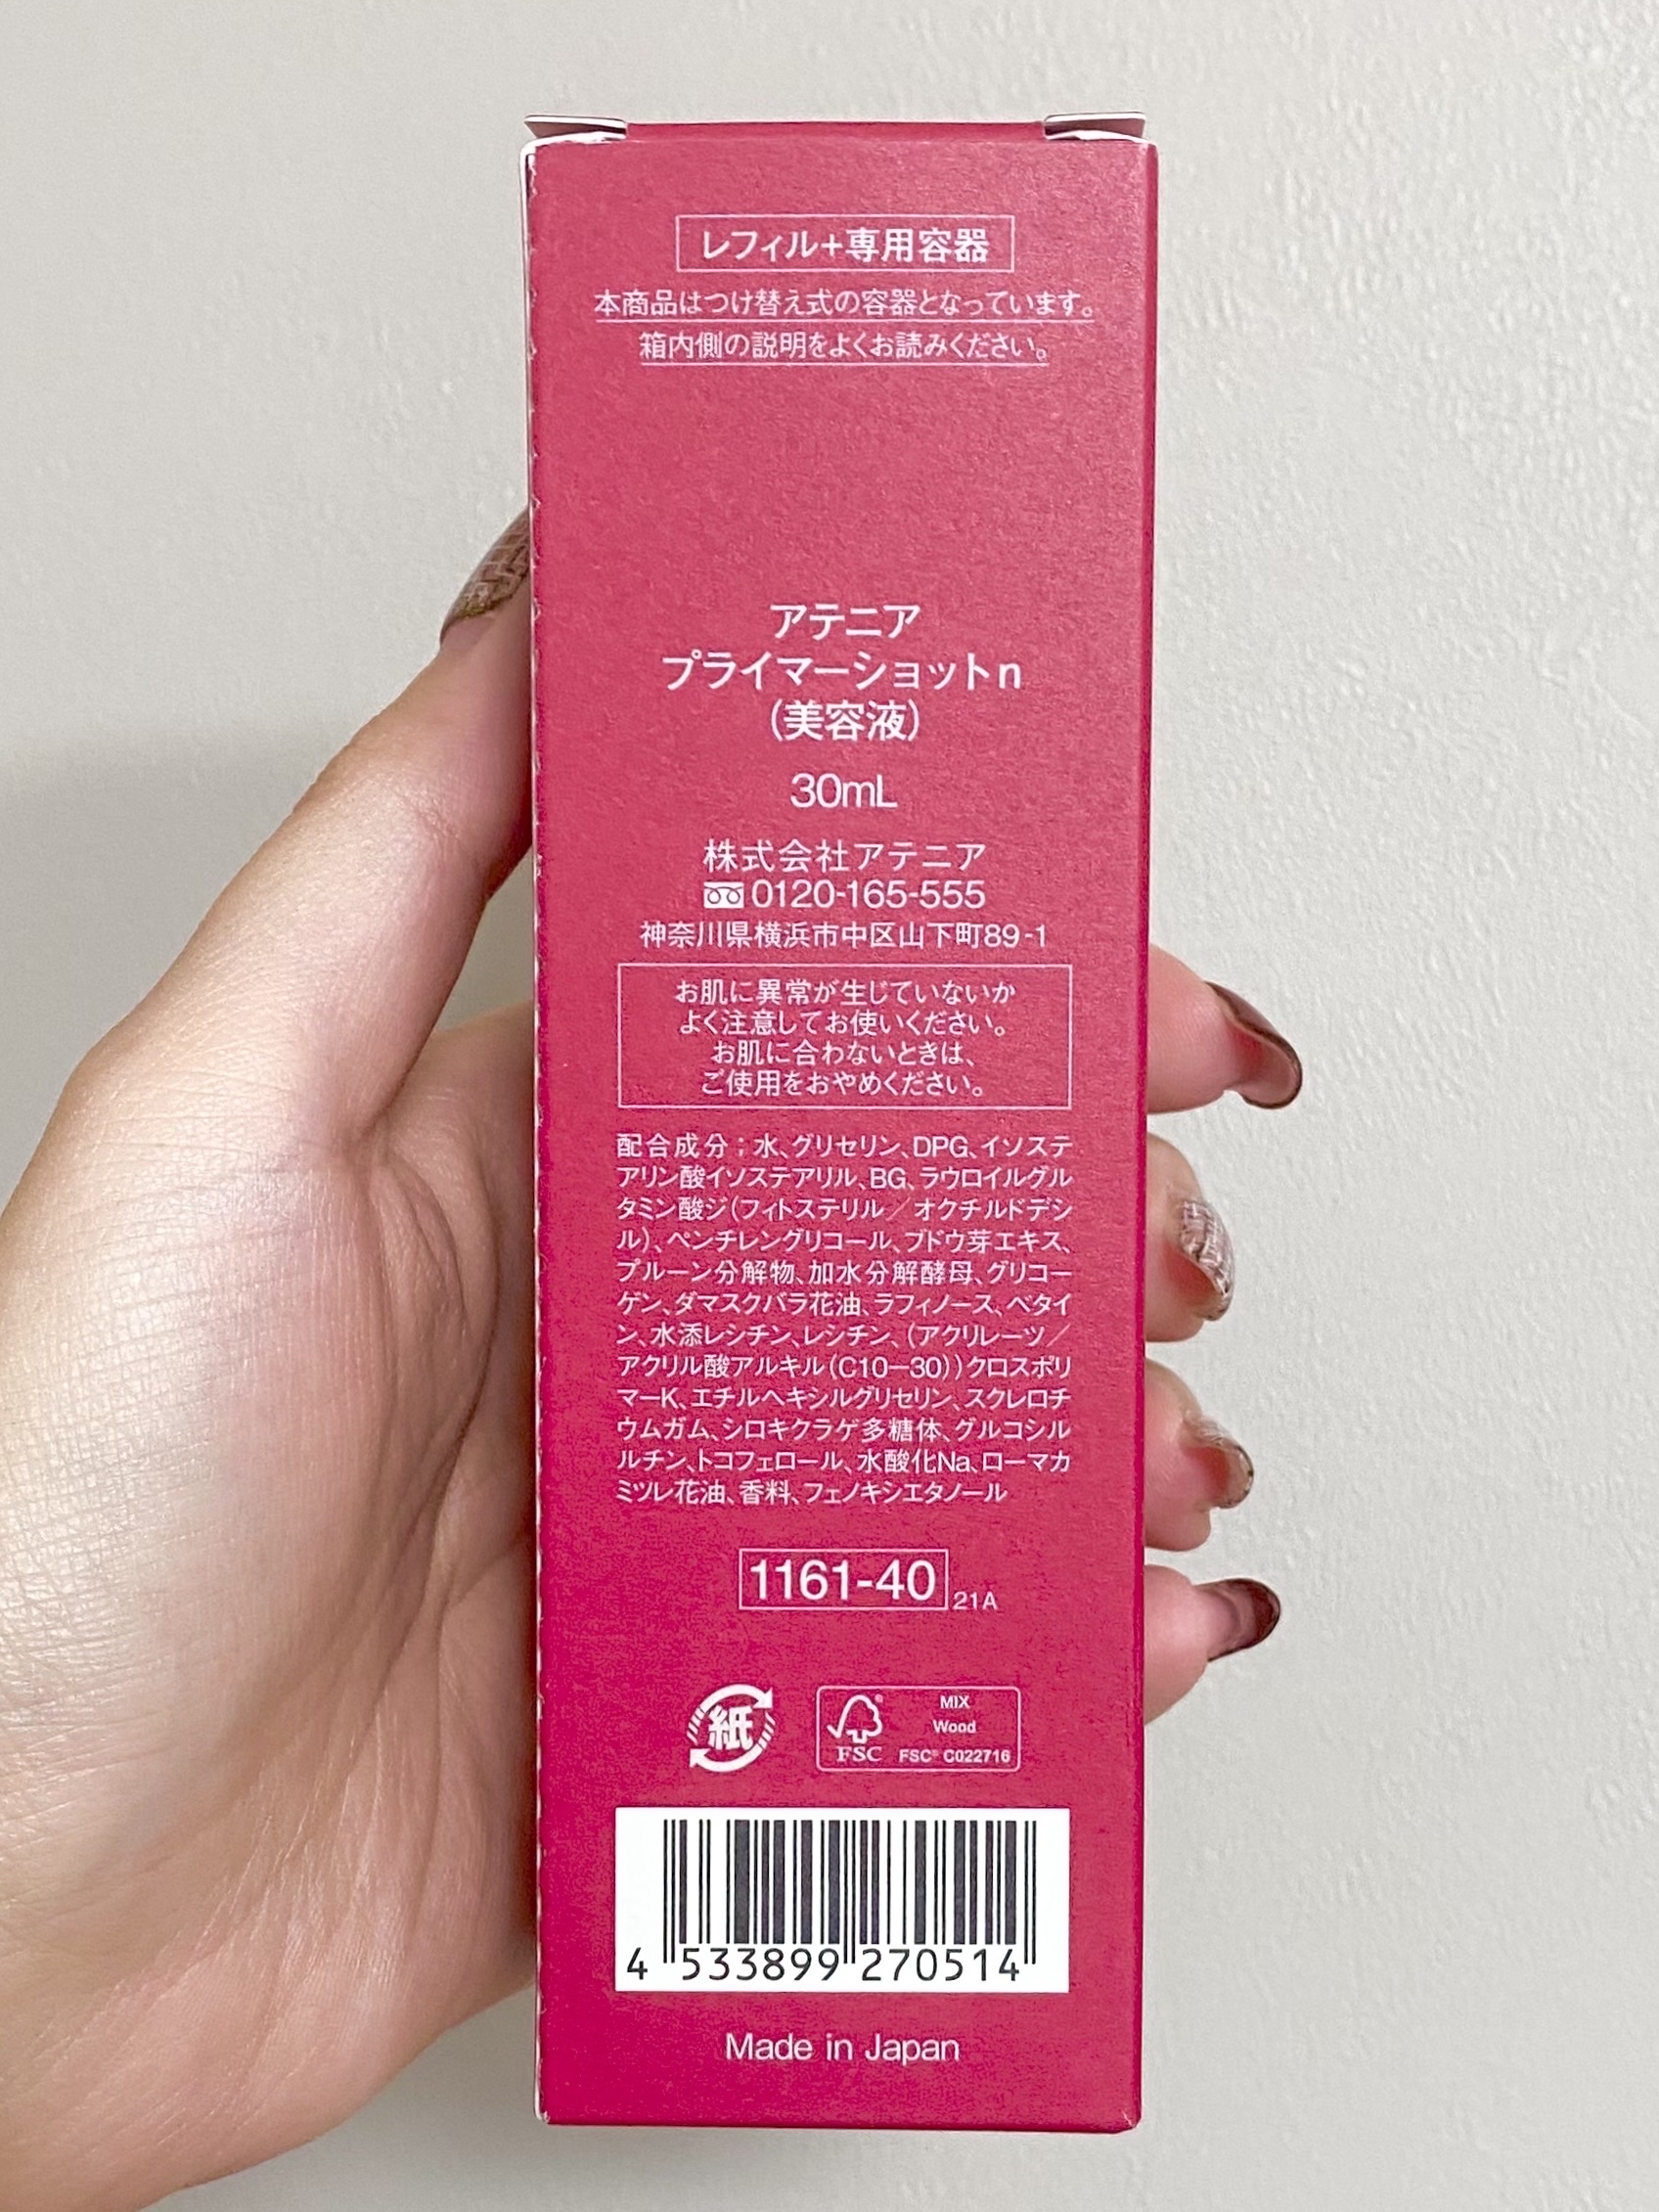 レフィル+専用容器
本商品はつけ替え式の容器となっています。
箱内側の説明をよくお読みください。
アテニア
プライマーショットn
(美容液)
30mL
株式会社アテニア
0120-165-555
神奈川県横浜市中区山下町89-1
お肌に異常が生じていないか
よく注意してお使いください。
お肌に合わないときは、
ご使用をおやめください。
配合成分;水、グリセリン、DPG、イソステ
アリン酸イソステアリル、BG、ラウロイルグル
タミン酸ジ(フィトステリル/オクチルドデシ
ル)、ペンチレングリコール、ブドウ芽エキス、
プルーン分解物、加水分解酵母、グリコー
ゲン、ダマスクバラ花油、ラフィノース、ベタイ
ン、水添レシチン、レシチン、(アクリレーツ/
アクリル酸アルキル(C10-30))クロスポリ
マーK、エチルヘキシルグリセリン、スクレロチ
ウムガム、シロキクラゲ多糖体、グルコシル
ルチン、トコフェロール、水酸化Na、ローマカ
ミツレ花油、香料、フェノキシエタノール
1161-40 21A
紙
FSC®
MIX
Wood
FSC® C022716
4 533899 270514
Made in Japan